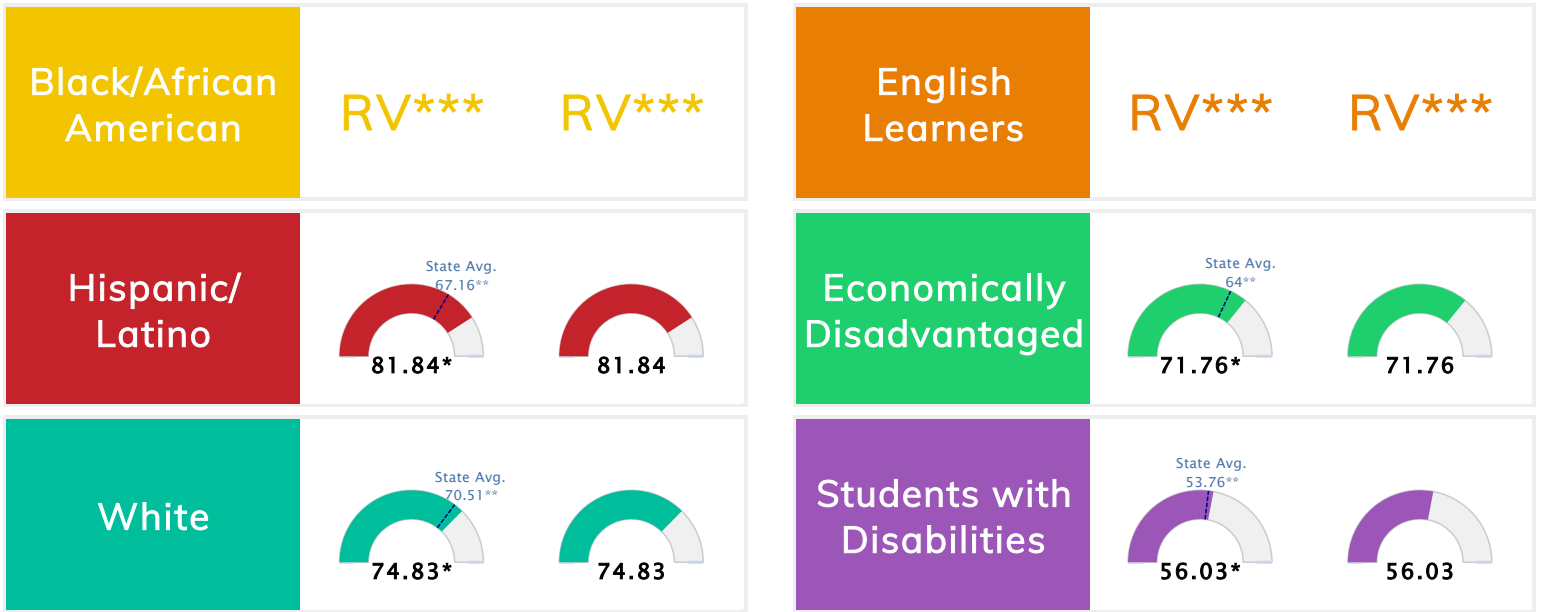 Black/African
American
RV*** RV***
English
Learners
RV*** RV***
Hispanic/
Latino
State Avg.
67.16**
81.84* 81.84
Economically
Disadvantaged
State Avg.
64**
71.76* 71.76
White
State Avg.
70.51**
74.83* 74.83
Students with
Disabilities
State Avg.
53.76**
56.03* 56.03